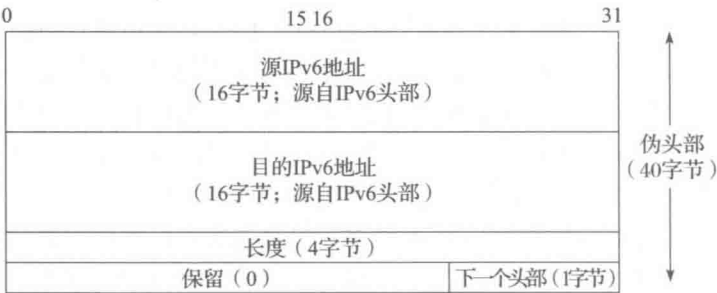 0 15 16 31
源IPv6地址
（16字节；源自IPv6头部）
伪头部
（40字节）
目的IPv6地址
（16字节；源自IPv6头部）
长度（4字节）
保留（0） 下一个头部（1字节）